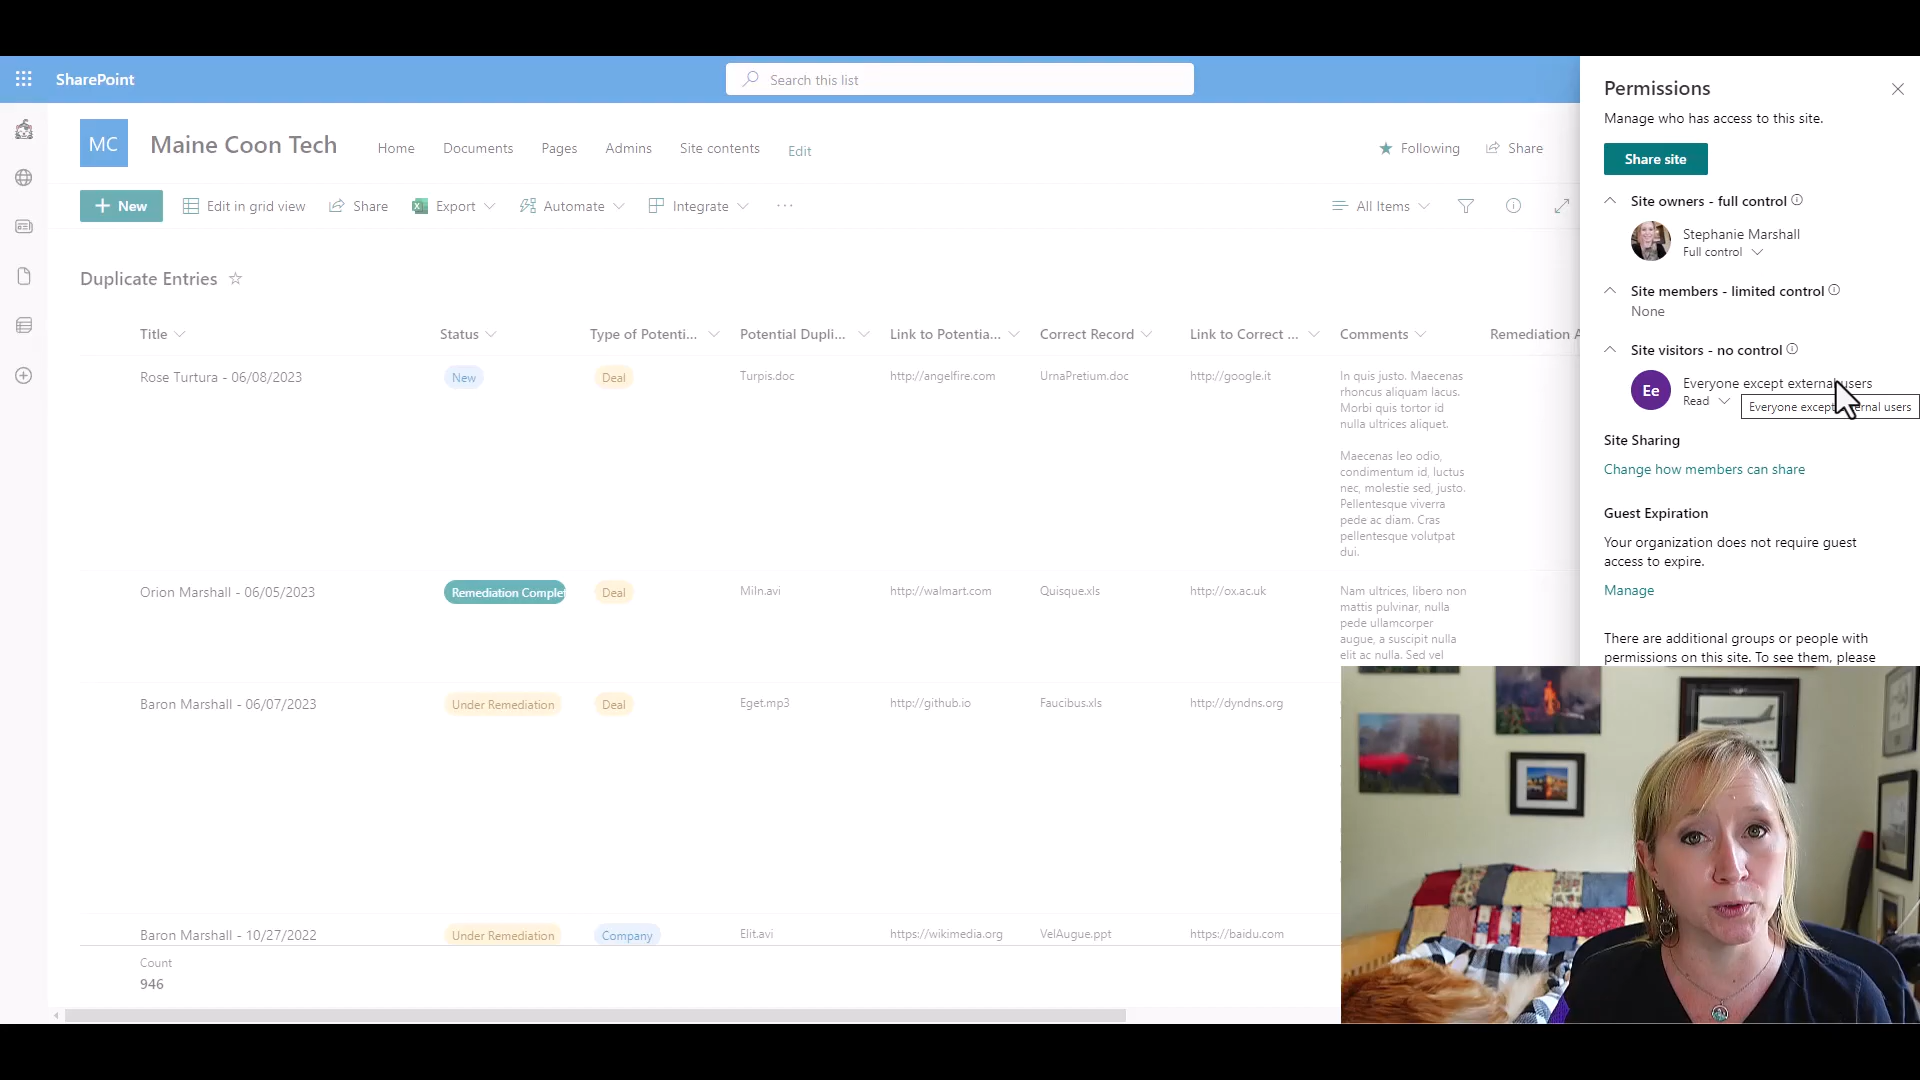 SharePoint
Search this list
Permissions
Manage who has access to this site.
Share site
MC
Maine Coon Tech
Home
Documents
Pages
Admins
Site contents
Edit
Following
Share
New
Edit in grid view
Share
Export
Automate
Integrate
All Items
Site owners - full control
Stephanie Marshall
Full control
Site members - limited control
None
Site visitors - no control
Ee
Everyone except external users
Read
Everyone except external users
Site Sharing
Change how members can share
Guest Expiration
Your organization does not require guest
access to expire.
Manage
There are additional groups or people with
permissions on this site. To see them, please
Duplicate Entries
Title
Status
Type of Potenti...
Potential Dupli...
Link to Potentia...
Correct Record
Link to Correct ...
Comments
Remediation A
Rose Turtura - 06/08/2023
New
Deal
Turpis.doc
http://angelfire.com
UrnaPretium.doc
http://google.it
In quis justo. Maecenas
rhoncus aliquam lacus.
Morbi quis tortor id
nulla ultrices aliquet.
Maecenas leo odio,
condimentum id, luctus
nec, molestie sed, justo.
Pellentesque viverra
pede ac diam. Cras
pellentesque volutpat
dui.
Orion Marshall - 06/05/2023
Remediation Complet
Deal
MiIn.avi
http://walmart.com
Quisque.xls
http://ox.ac.uk
Nam ultrices, libero non
mattis pulvinar, nulla
pede ullamcorper
augue, a suscipit nulla
elit ac nulla. Sed vel
Baron Marshall - 06/07/2023
Under Remediation
Deal
Eget.mp3
http://github.io
Faucibus.xls
http://dyndns.org
Baron Marshall - 10/27/2022
Under Remediation
Company
Elit.avi
https://wikimedia.org
VelAugue.ppt
https://baidu.com
Count
946